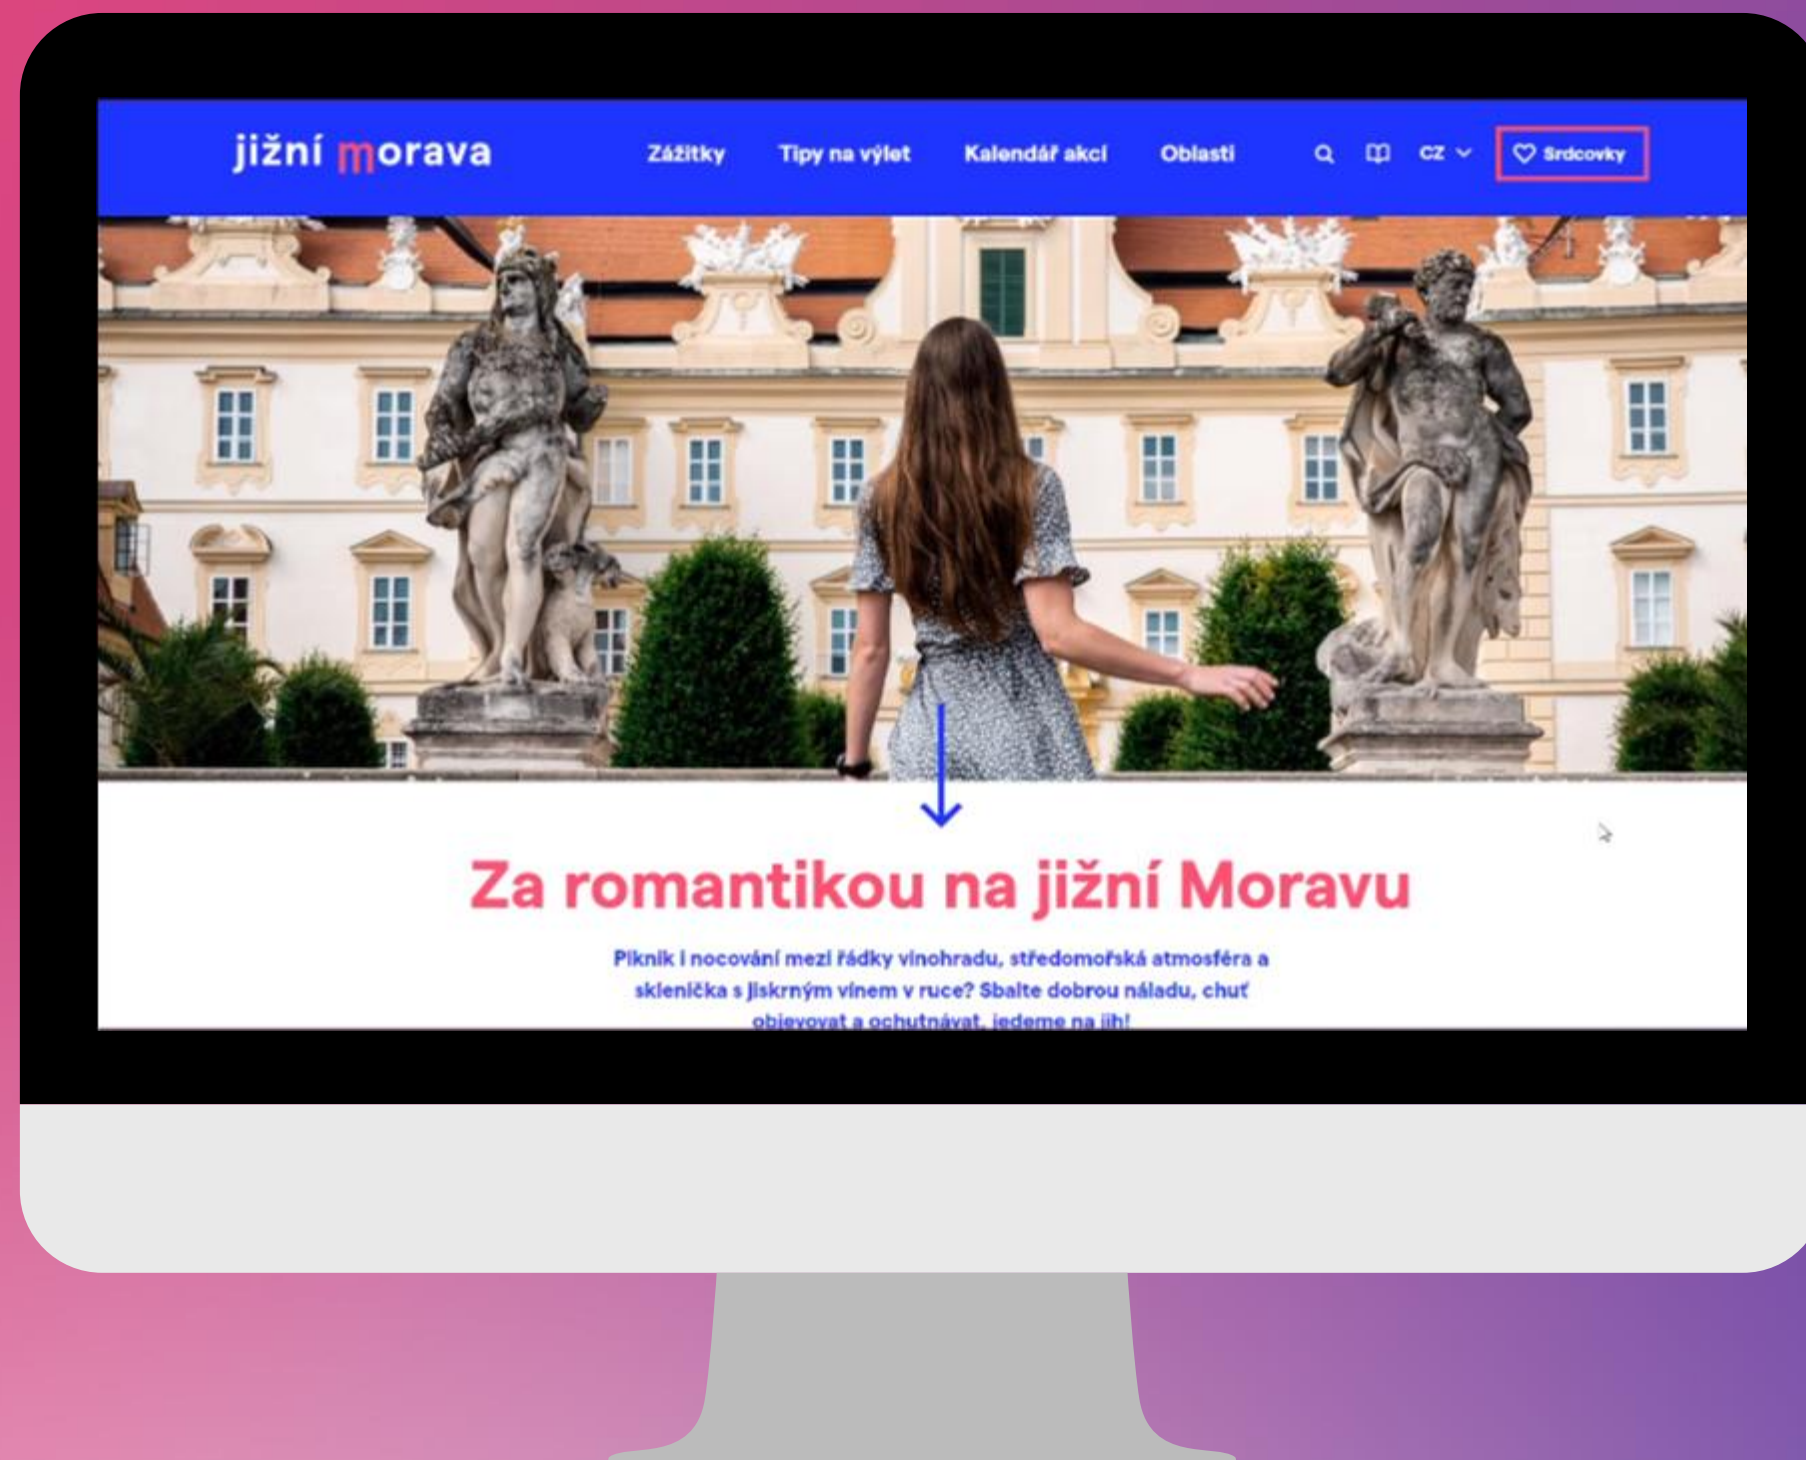 jižní morava
Zážitky Tipy na výlet Kalendář akcí Oblasti CZ Srdcovky
Za romantikou na jižní Moravu
Piknik i nocování mezi řádky vinohradu, středomořská atmosféra a
sklenička s jiskrným vínem v ruce? Sbalte dobrou náladu, chuť
objevovat a ochutnávat, jedeme na jih!